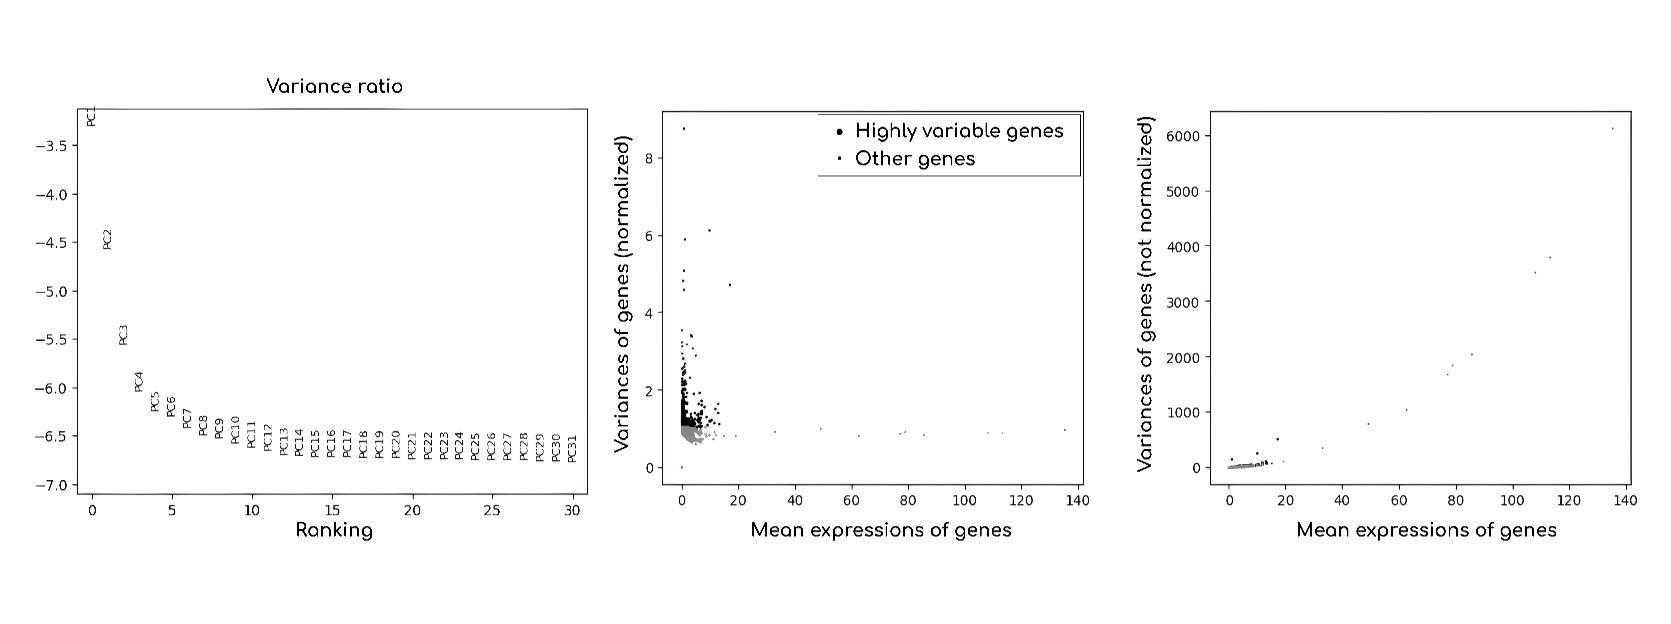 Variance ratio
−3.5
−4.0
−4.5
−5.0
−5.5
−6.0
−6.5
−7.0
PC1
PC2
PC3
PC4
PC5
PC6
PC7
PC8
PC9
PC10
PC11
PC12
PC13
PC14
PC15
PC16
PC17
PC18
PC19
PC20
PC21
PC22
PC23
PC24
PC25
PC26
PC27
PC28
PC29
PC30
PC31
0 5 10 15 20 25 30
Ranking
Variances of genes (normalized)
8
6
4
2
0
Highly variable genes
Other genes
0 20 40 60 80 100 120 140
Mean expressions of genes
Variances of genes (not normalized)
6000
5000
4000
3000
2000
1000
0
0 20 40 60 80 100 120 140
Mean expressions of genes